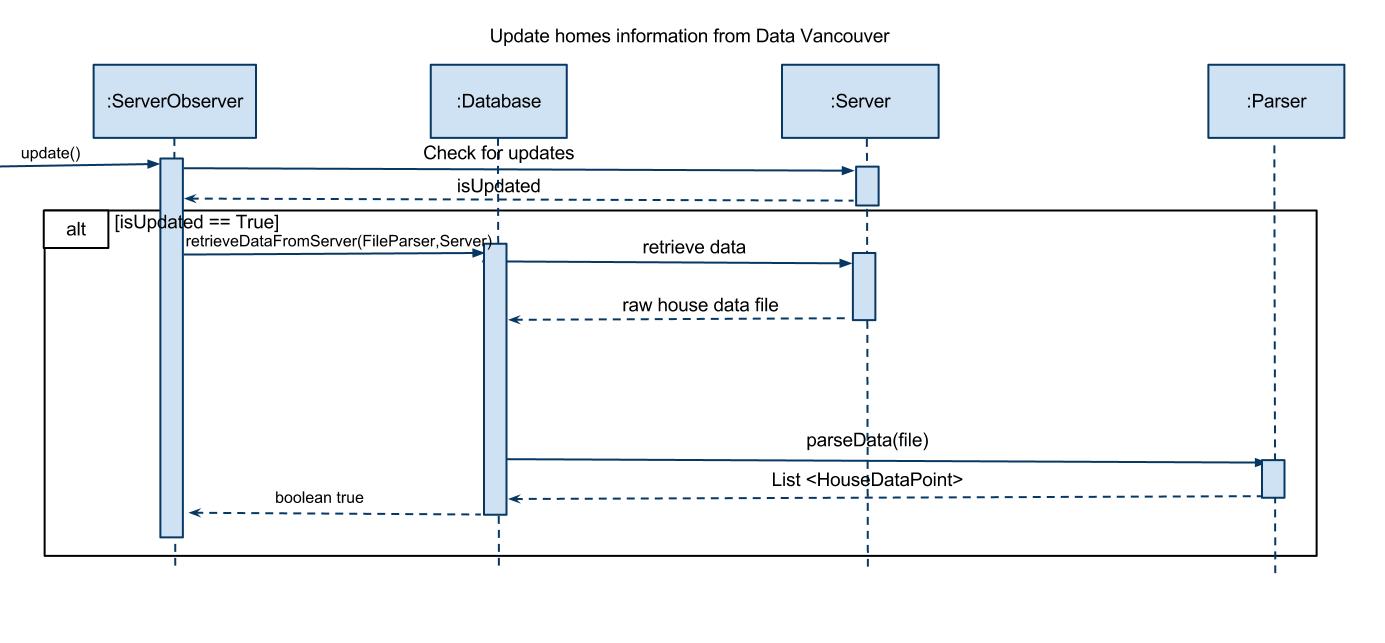 Update homes information from Data Vancouver
:ServerObserver
:Database
:Server
:Parser
update()
Check for updates
isUpdated
alt
[isUpdated == True]
retrieveDataFromServer(FileParser,Server)
retrieve data
raw house data file
parseData(file)
List <HouseDataPoint>
boolean true